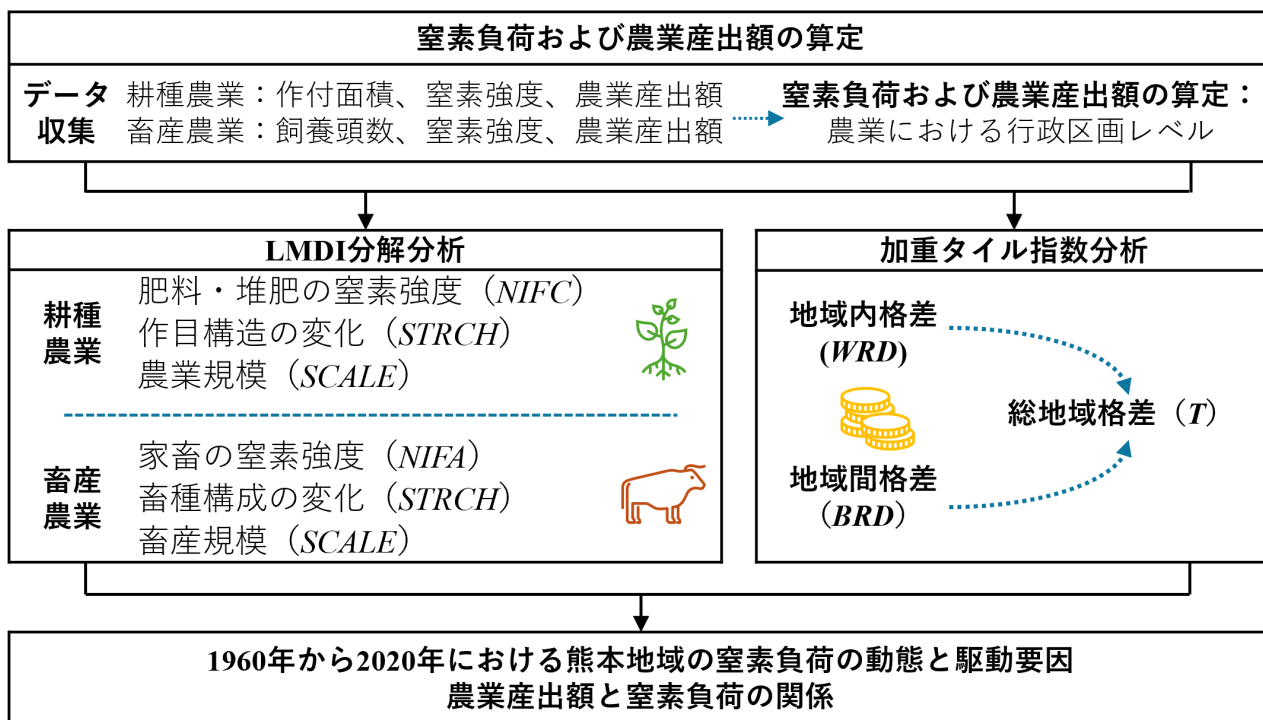 窒素負荷および農業産出額の算定
データ
収集
耕種農業：作付面積、窒素強度、農業産出額
畜産農業：飼養頭数、窒素強度、農業産出額
窒素負荷および農業産出額の算定：
農業における行政区画レベル
LMDI分解分析
耕種
農業
肥料・堆肥の窒素強度（NIFC）
作目構造の変化（STRCH）
農業規模（SCALE）
畜産
農業
家畜の窒素強度（NIFA）
畜種構成の変化（STRCH）
畜産規模（SCALE）
加重タイル指数分析
地域内格差
(WRD)
地域間格差
（BRD）
総地域格差（T）
1960年から2020年における熊本地域の窒素負荷の動態と駆動要因
農業産出額と窒素負荷の関係